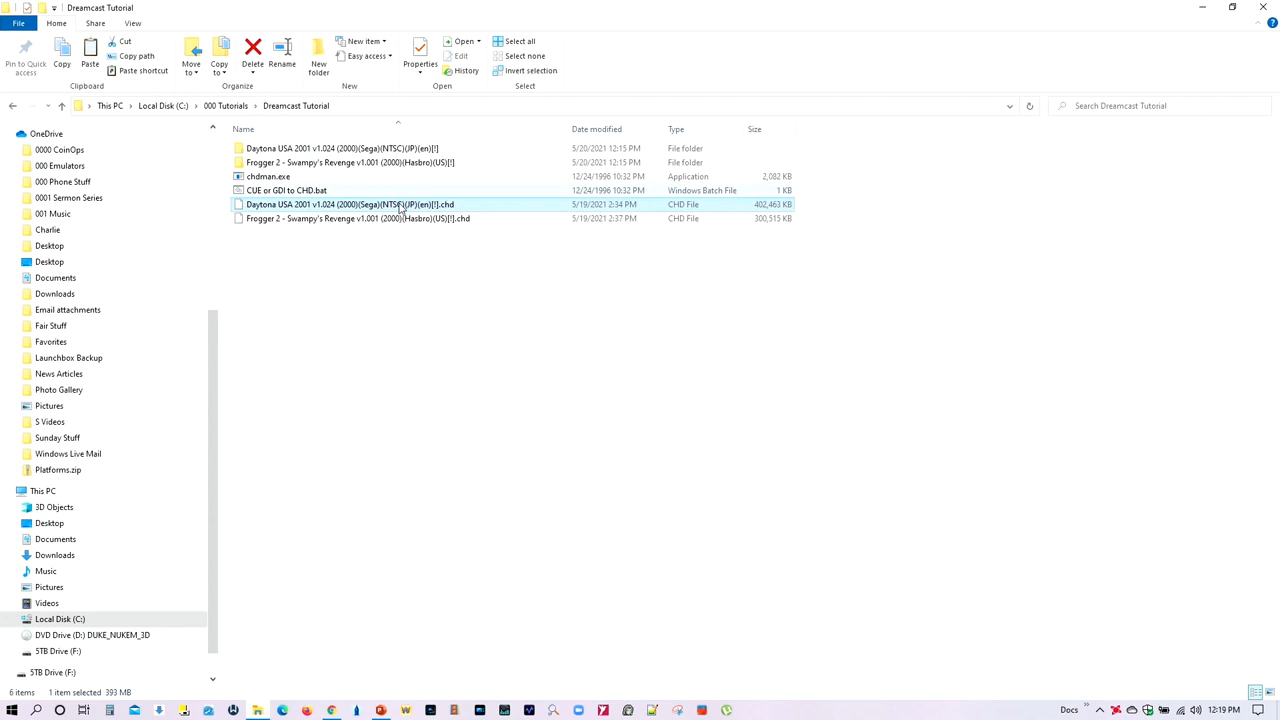 Dreamcast Tutorial
File Home Share View
Pin to Quick access
Copy
Paste
Cut
Copy path
Paste shortcut
Clipboard
Move to
Copy to
Delete
Rename
Organize
New folder
New item
Easy access
New
Properties
Open
Edit
History
Open
Select all
Select none
Invert selection
Select
This PC > Local Disk (C:) > 000 Tutorials > Dreamcast Tutorial
Search Dreamcast Tutorial
OneDrive
0000 CoinOps
000 Emulators
000 Phone Stuff
0001 Sermon Series
001 Music
Charlie
Desktop
Desktop
Documents
Downloads
Email attachments
Fair Stuff
Favorites
Launchbox Backup
News Articles
Photo Gallery
Pictures
S Videos
Sunday Stuff
Windows Live Mail
Platforms.zip
This PC
3D Objects
Desktop
Documents
Downloads
Music
Pictures
Videos
Local Disk (C:)
DVD Drive (D:) DUKE_NUKEM_3D
5TB Drive (F:)
5TB Drive (F:)
Name Date modified Type Size
Daytona USA 2001 v1.024 (2000)(Sega)(NTSC)(JP)(en)[!] 5/20/2021 12:15 PM File folder
Frogger 2 - Swampy's Revenge v1.001 (2000)(Hasbro)(US)[!] 5/20/2021 12:15 PM File folder
chdman.exe 12/24/1996 10:32 PM Application 2,082 KB
CUE or GDI to CHD.bat 12/24/1996 10:32 PM Windows Batch File 1 KB
Daytona USA 2001 v1.024 (2000)(Sega)(NTSC)(JP)(en)[!].chd 5/19/2021 2:34 PM CHD File 402,463 KB
Frogger 2 - Swampy's Revenge v1.001 (2000)(Hasbro)(US)[!].chd 5/19/2021 2:37 PM CHD File 300,515 KB
6 items 1 item selected 393 MB
Docs 12:19 PM